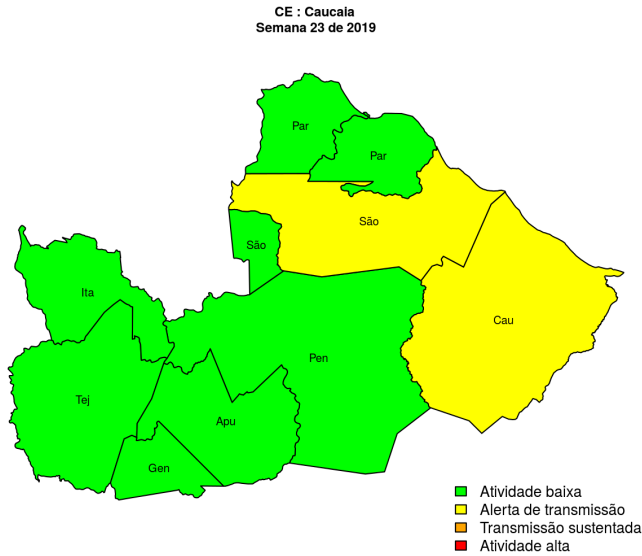 CE : Caucaia
Semana 23 de 2019
Par
Par
São
São
Ita
Cau
Pen
Tej
Apu
Gen
Atividade baixa
Alerta de transmissão
Transmissão sustentada
Atividade alta